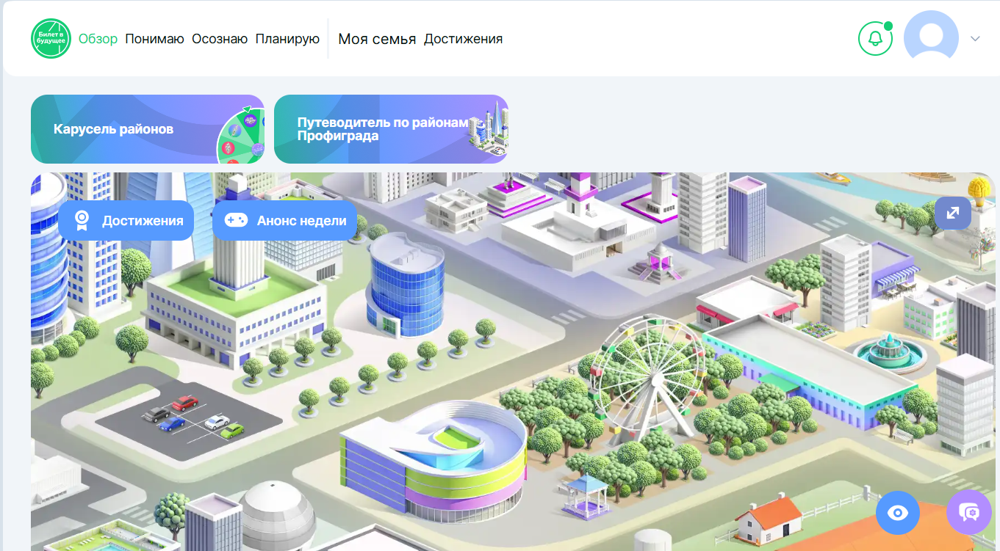 Билет в
будущее
Обзор Понимаю Осознаю Планирую Моя семья Достижения
Карусель районов
Путеводитель по районам
Профиграда
Достижения
Анонс недели